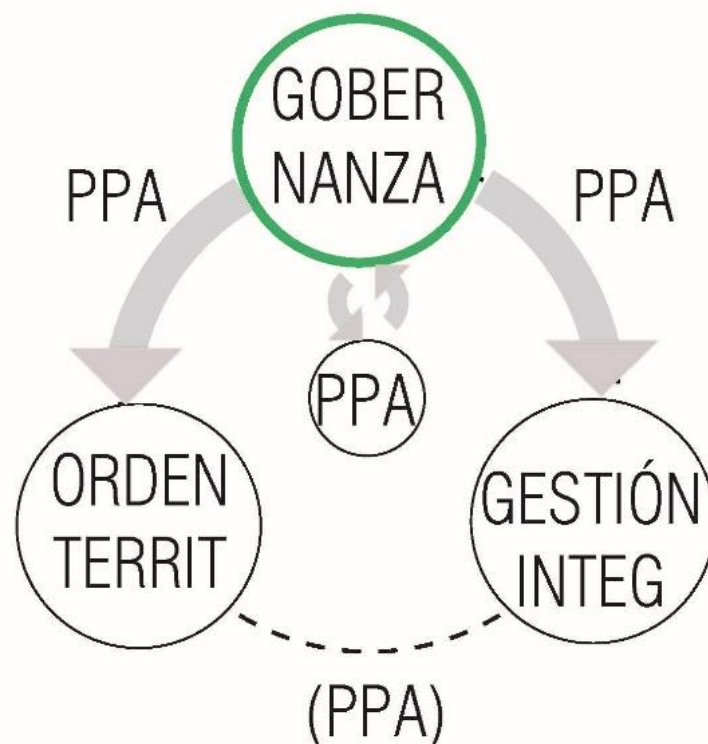 GOBER
NANZA
PPA
PPA
PPA
ORDEN
TERRIT
GESTIÓN
INTEG
(PPA)